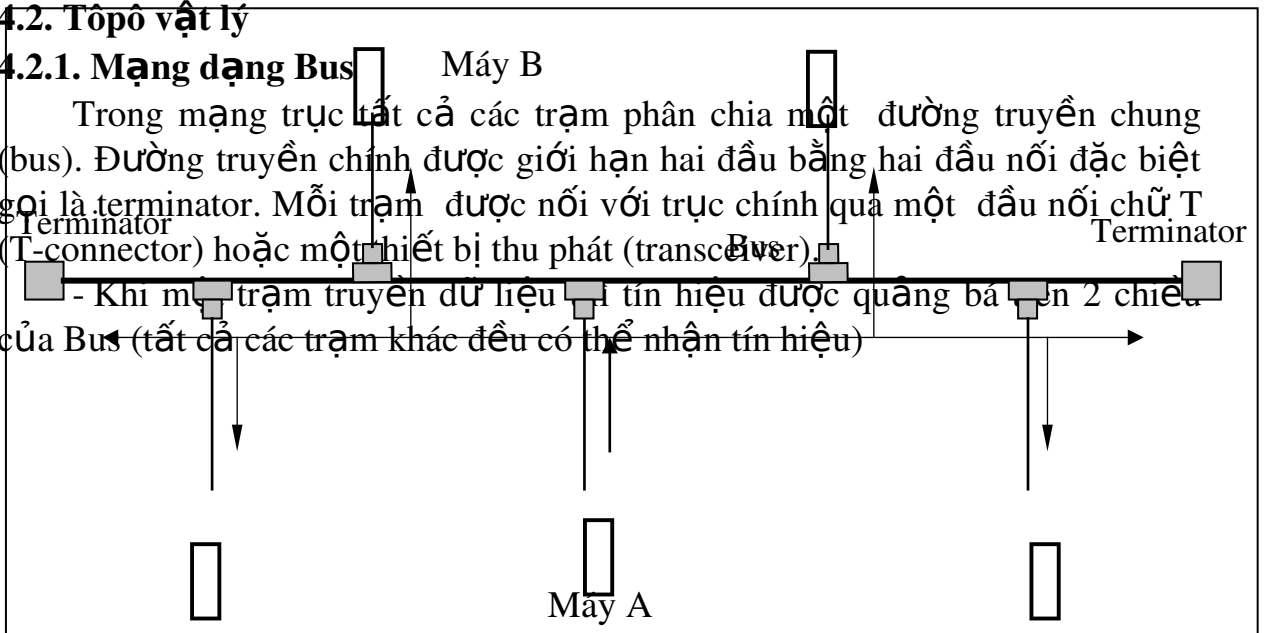 4.2. Tôpô vật lý
4.2.1. Mạng dạng Bus
Máy B
Trong mạng trục tất cả các trạm phân chia một đường truyền chung
(bus). Đường truyền chính được giới hạn hai đầu bằng hai đầu nối đặc biệt
gọi là terminator. Mỗi trạm được nối với trục chính qua một đầu nối chữ T
Terminator
Terminator
(T-connector) hoặc một thiết bị thu phát (transceiver).
Bus
- Khi một trạm truyền dữ liệu thì tín hiệu được quảng bá trên 2 chiều
của Bus (tất cả các trạm khác đều có thể nhận tín hiệu)
Máy A